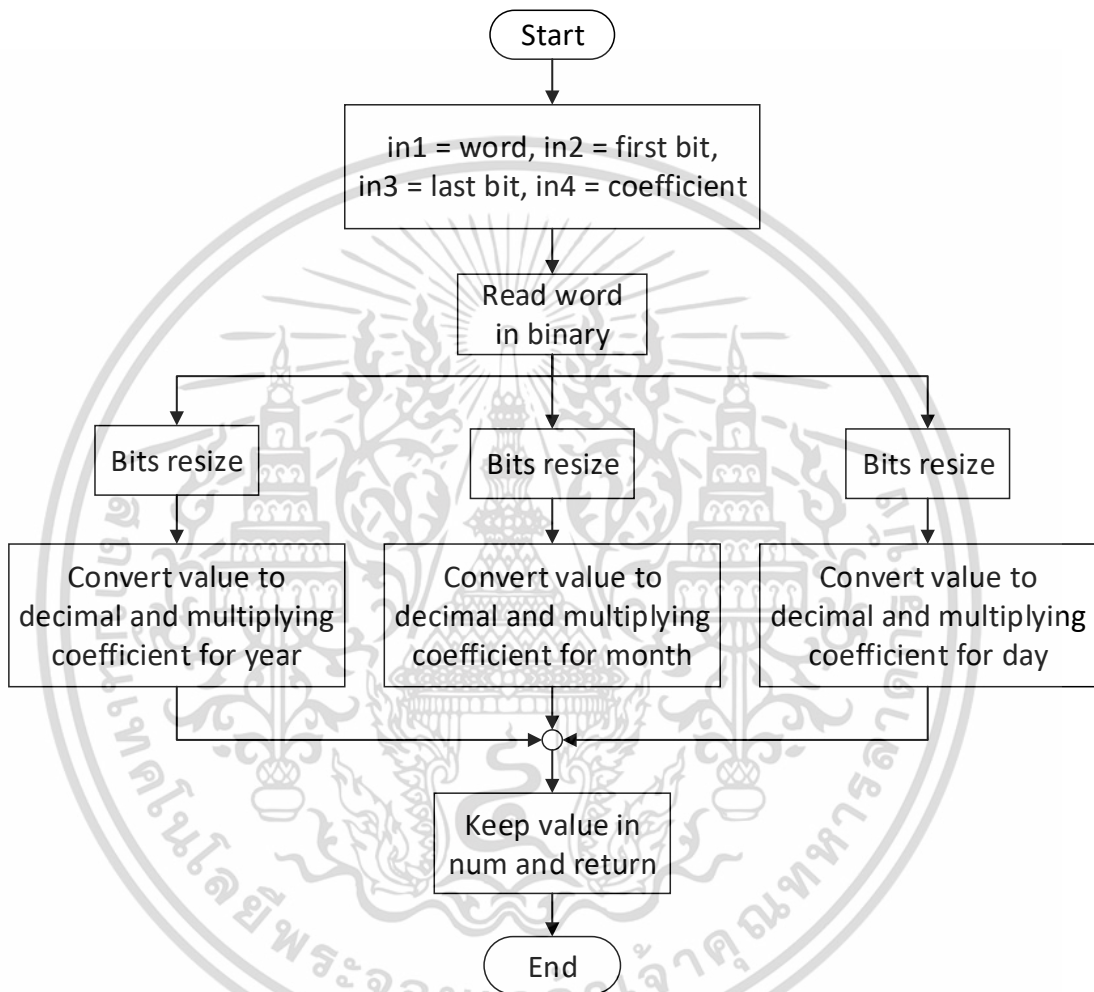 Start
in1 = word, in2 = first bit,
in3 = last bit, in4 = coefficient
Read word
in binary
Bits resize
Bits resize
Bits resize
Convert value to
decimal and multiplying
coefficient for year
Convert value to
decimal and multiplying
coefficient for month
Convert value to
decimal and multiplying
coefficient for day
Keep value in
num and return
End